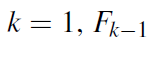 k = 1, F_{k−1}